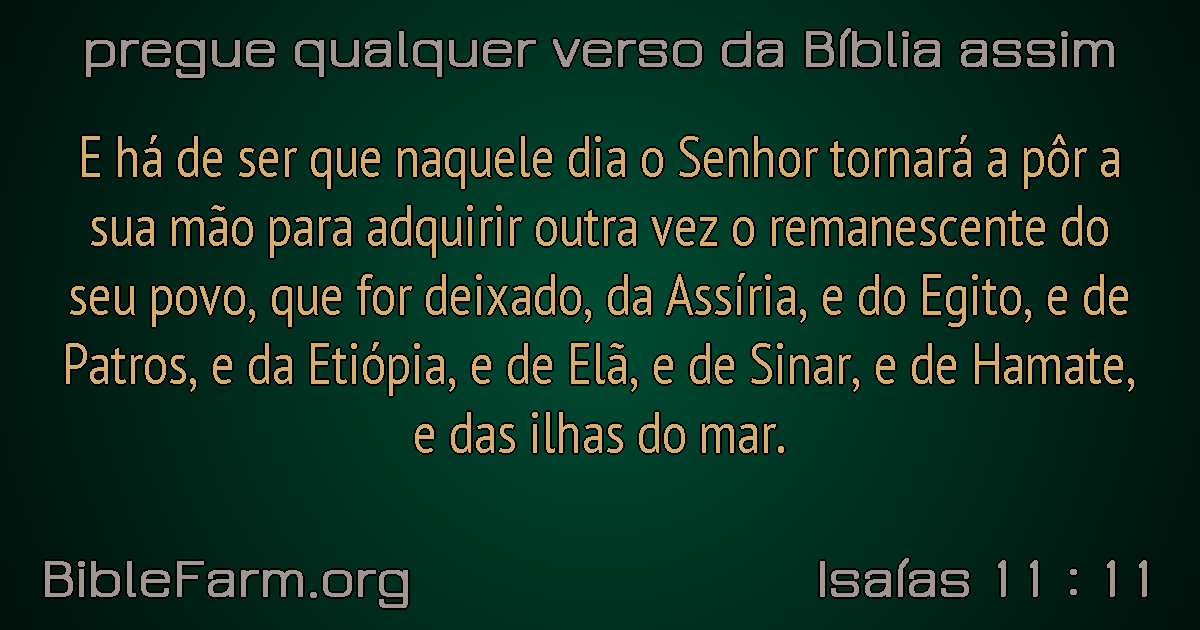 pregue qualquer verso da Bíblia assim
E há de ser que naquele dia o Senhor tornará a pôr a
sua mão para adquirir outra vez o remanescente do
seu povo, que for deixado, da Assíria, e do Egito, e de
Patros, e da Etiópia, e de Elã, e de Sinar, e de Hamate,
e das ilhas do mar.
BibleFarm.org
Isaías 11 : 11